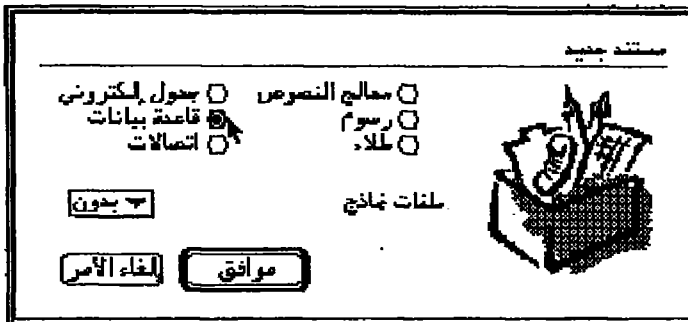 مستند جديد
معالج النصوص
جدول إلكتروني
رسوم
قاعدة بيانات
طلاء
اتصالات
ملفات نماذج
بدون
موافق
إلغاء الأمر